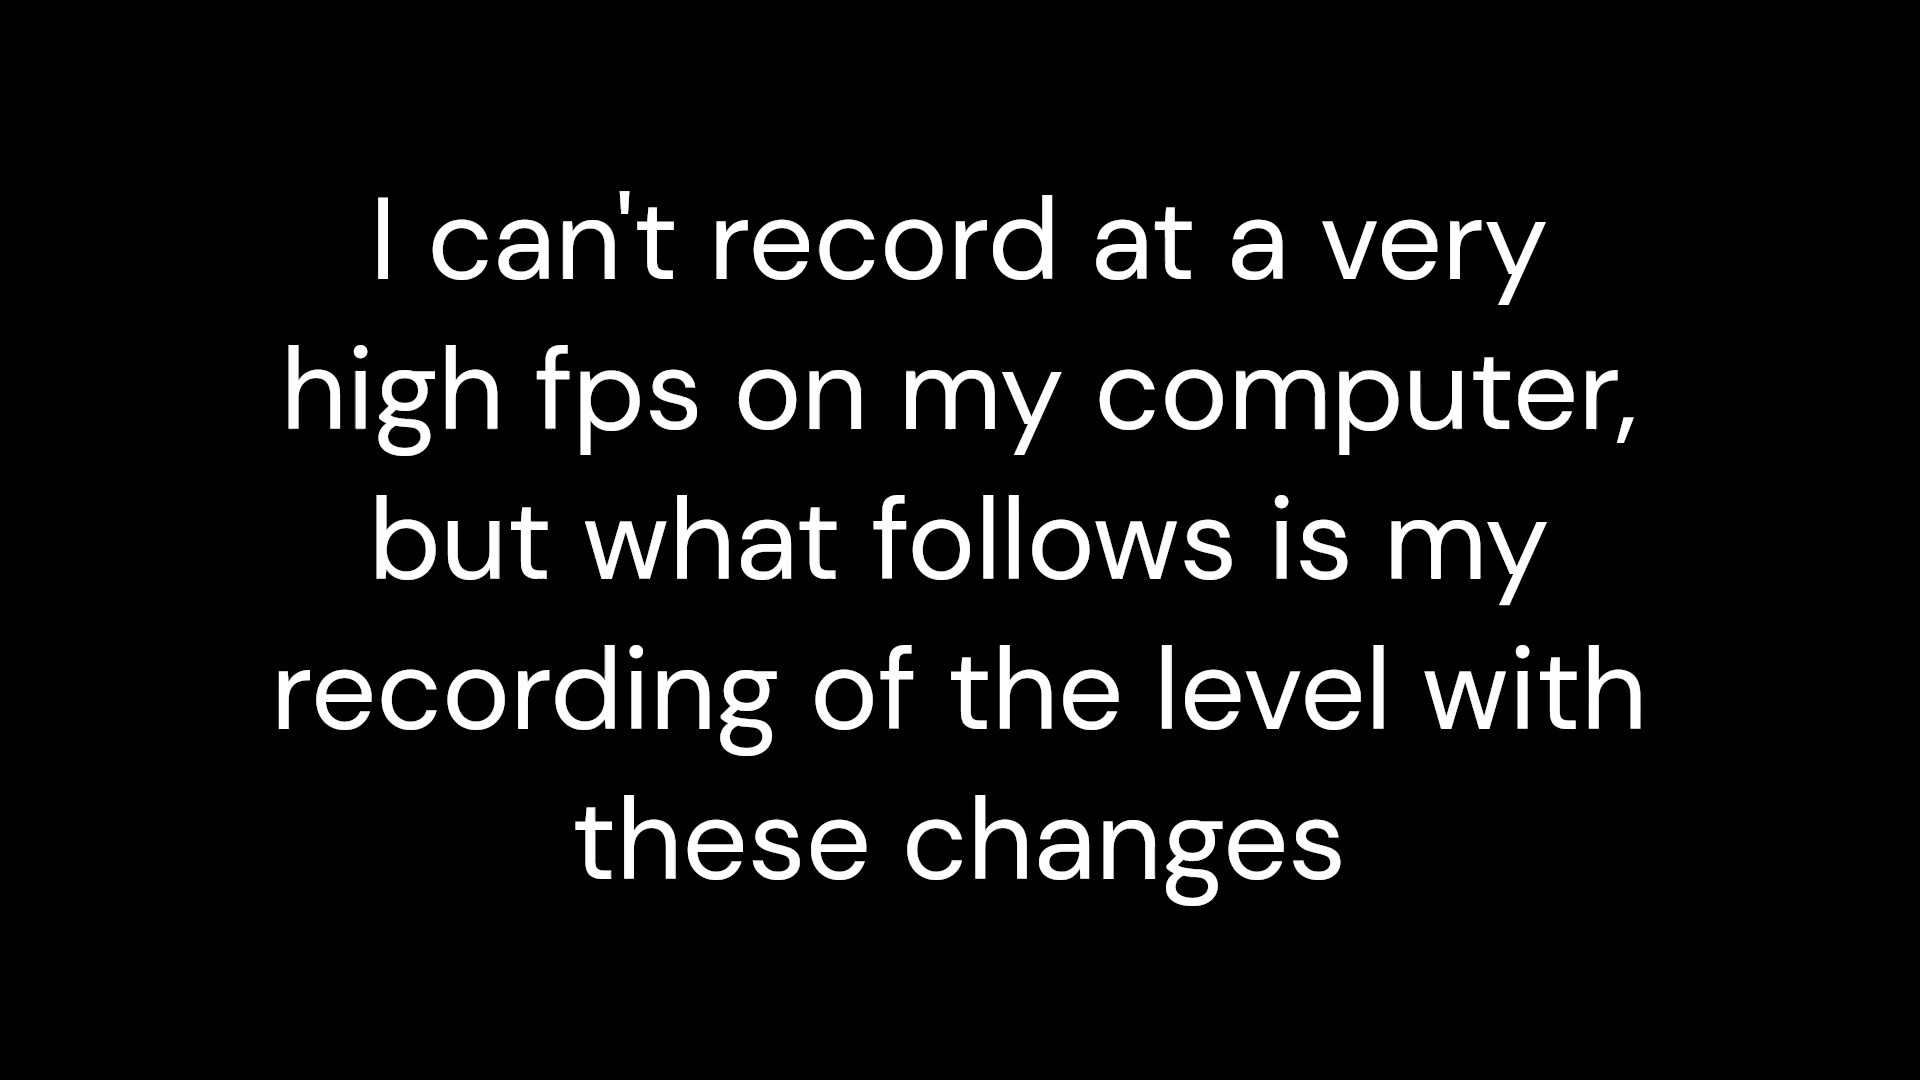 I can't record at a very
high fps on my computer,
but what follows is my
recording of the level with
these changes